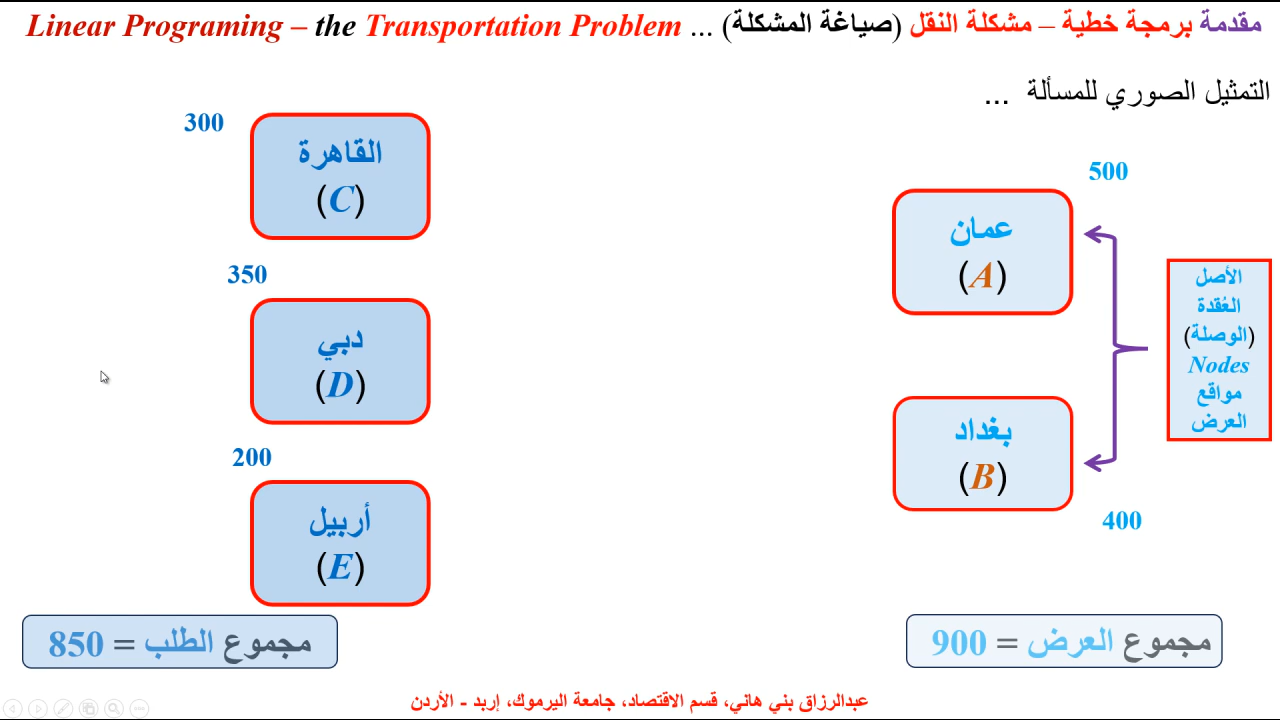 مقدمة برمجة خطية – مشكلة النقل (صياغة المشكلة) ... Linear Programing – the Transportation Problem
التمثيل الصوري للمسألة ...
500
عمان
(A)
بغداد
(B)
400
الأصل
العُقدة
(الوصلة)
Nodes
مواقع
العرض
300
القاهرة
(C)
350
دبي
(D)
200
أربيل
(E)
مجموع العرض = 900
مجموع الطلب = 850
عبدالرزاق بني هاني، قسم الاقتصاد، جامعة اليرموك، إربد - الأردن